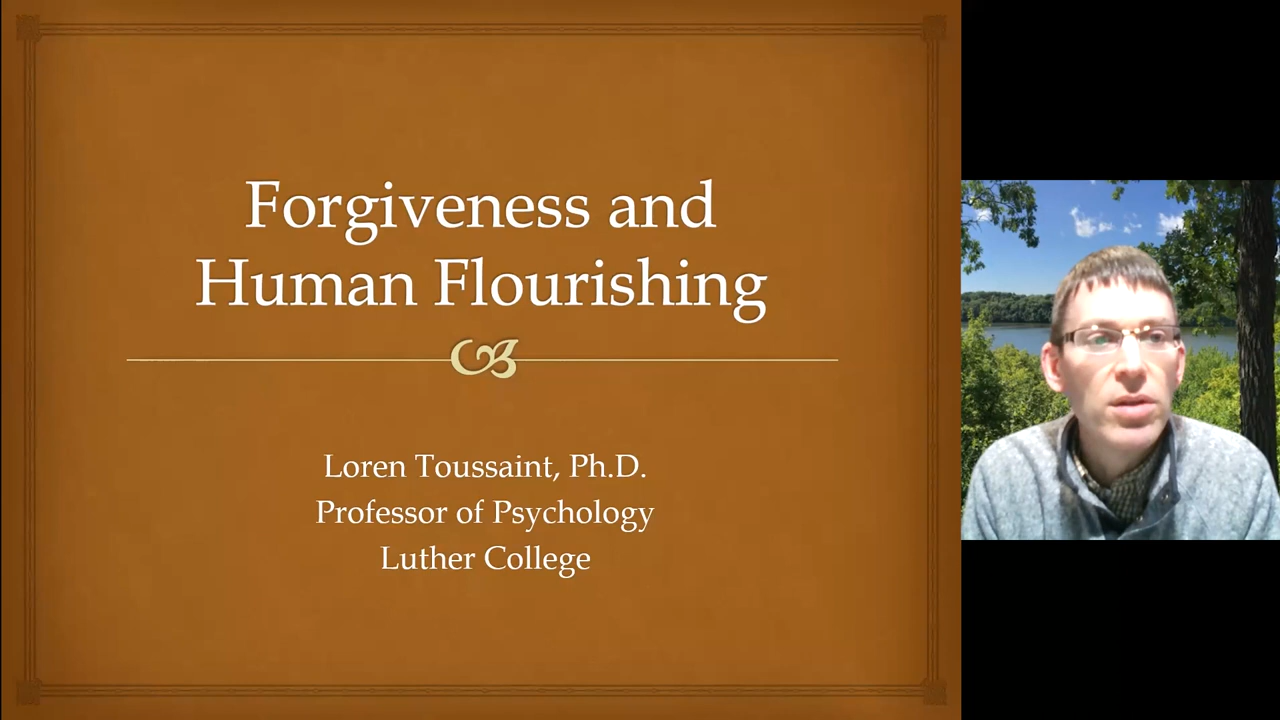 Forgiveness and
Human Flourishing
Loren Toussaint, Ph.D.
Professor of Psychology
Luther College